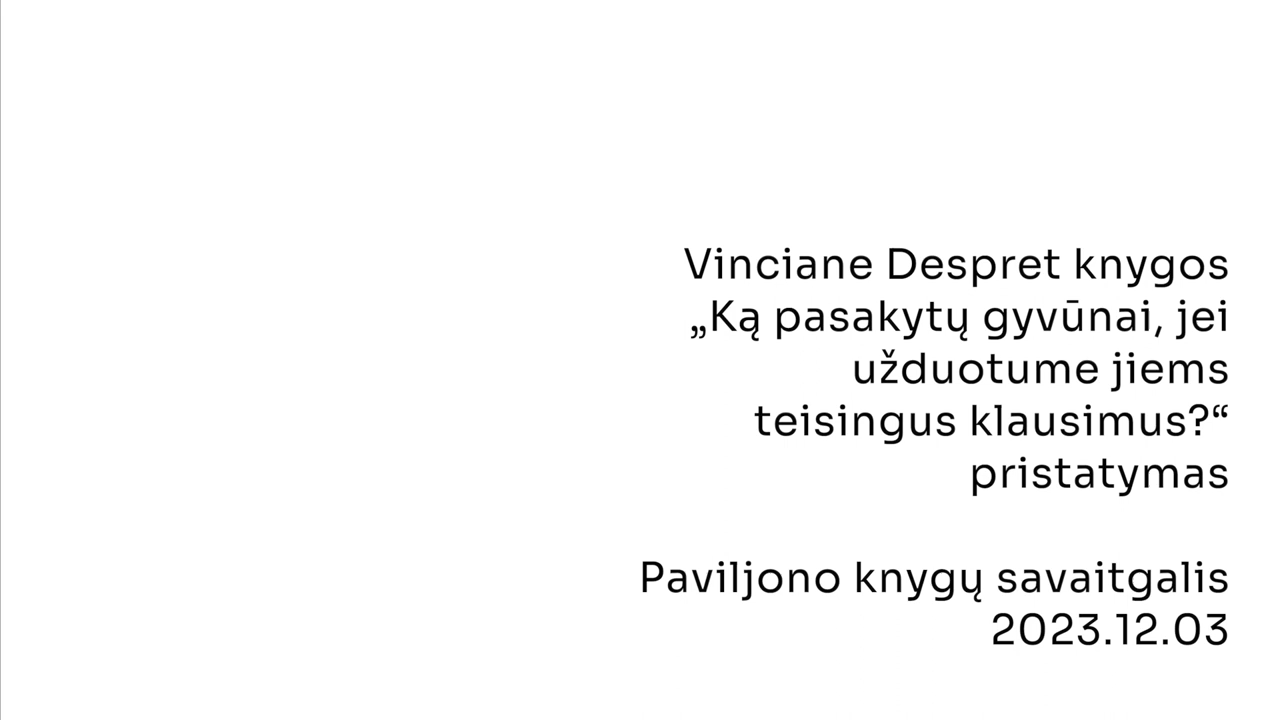 Vinciane Despret knygos
„Ką pasakytų gyvūnai, jei
užduotume jiems
teisingus klausimus?“
pristatymas
Paviljono knygų savaitgalis
2023.12.03